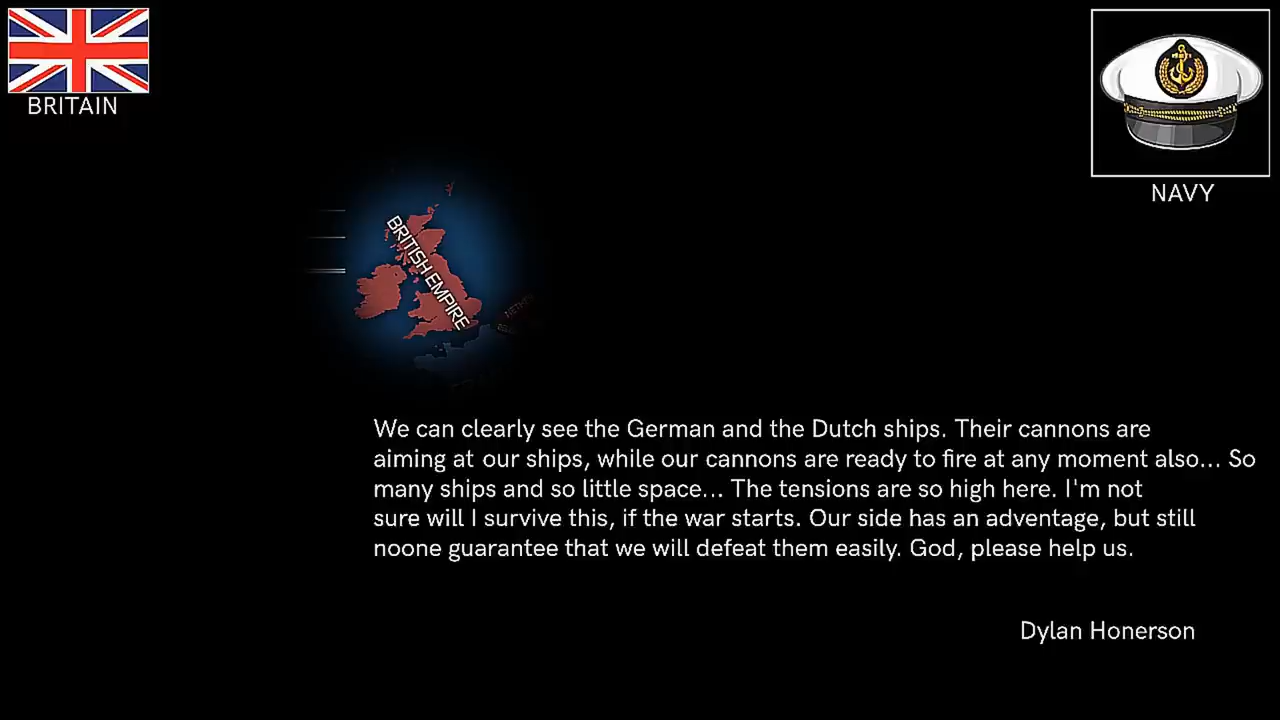 BRITAIN
NAVY
BRITISH EMPIRE
We can clearly see the German and the Dutch ships. Their cannons are
aiming at our ships, while our cannons are ready to fire at any moment also... So
many ships and so little space... The tensions are so high here. I'm not
sure will I survive this, if the war starts. Our side has an adventage, but still
noone guarantee that we will defeat them easily. God, please help us.
Dylan Honerson